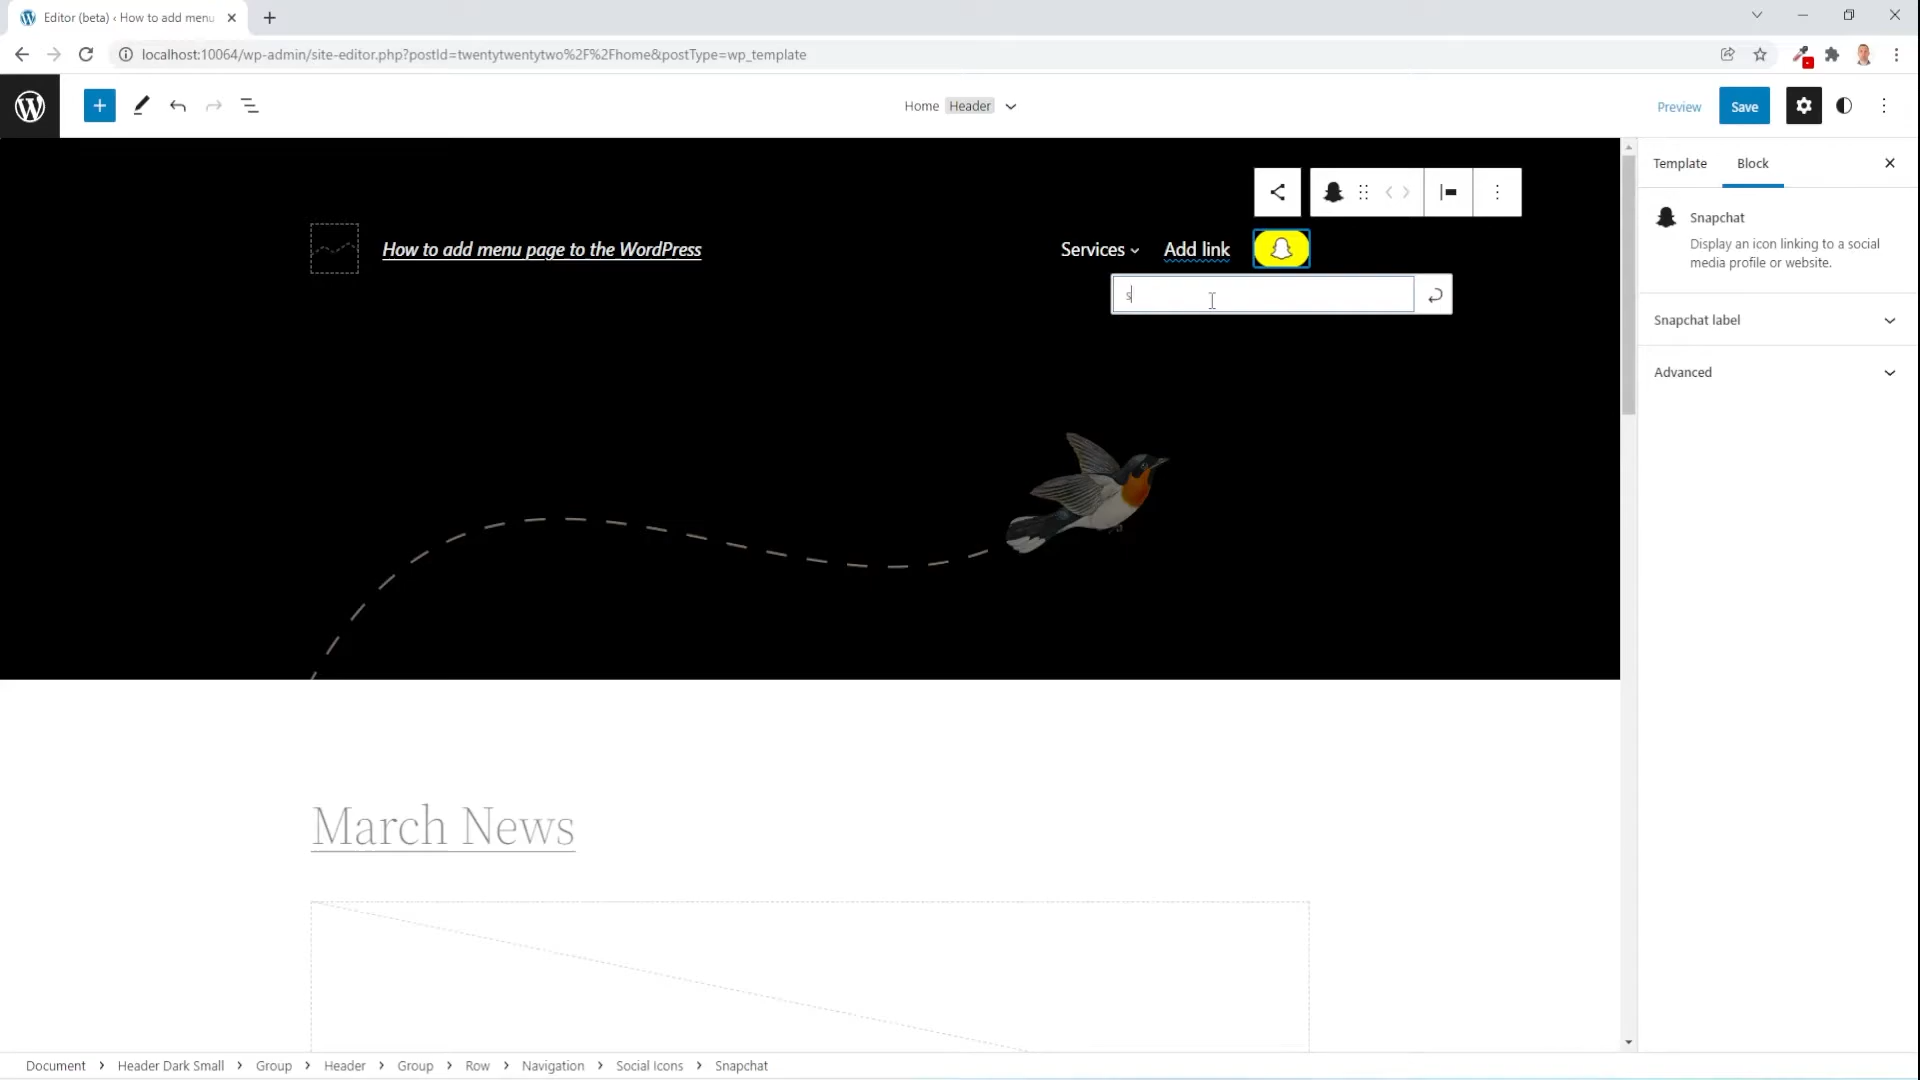 Editor (beta) ‹ How to add menu
localhost:10064/wp-admin/site-editor.php?postId=twentytwentytwo%2F%2Fhome&postType=wp_template
Home Header
Preview Save
Template Block
Snapchat
Display an icon linking to a social
media profile or website.
Snapchat label
Advanced
How to add menu page to the WordPress
Services Add link
s
March News
Document > Header Dark Small > Group > Header > Group > Row > Navigation > Social Icons > Snapchat